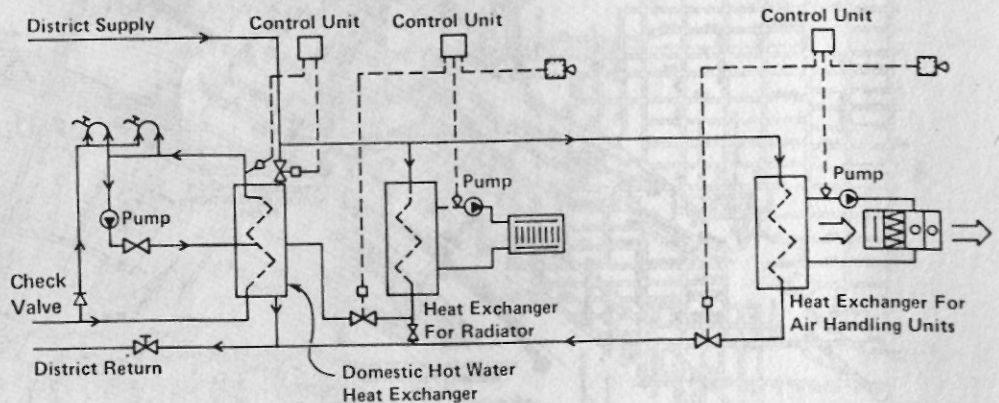 District Supply
Control Unit
Control Unit
Control Unit
Pump
Pump
Pump
Check
Valve
Heat Exchanger
For Radiator
Heat Exchanger For
Air Handling Units
District Return
Domestic Hot Water
Heat Exchanger